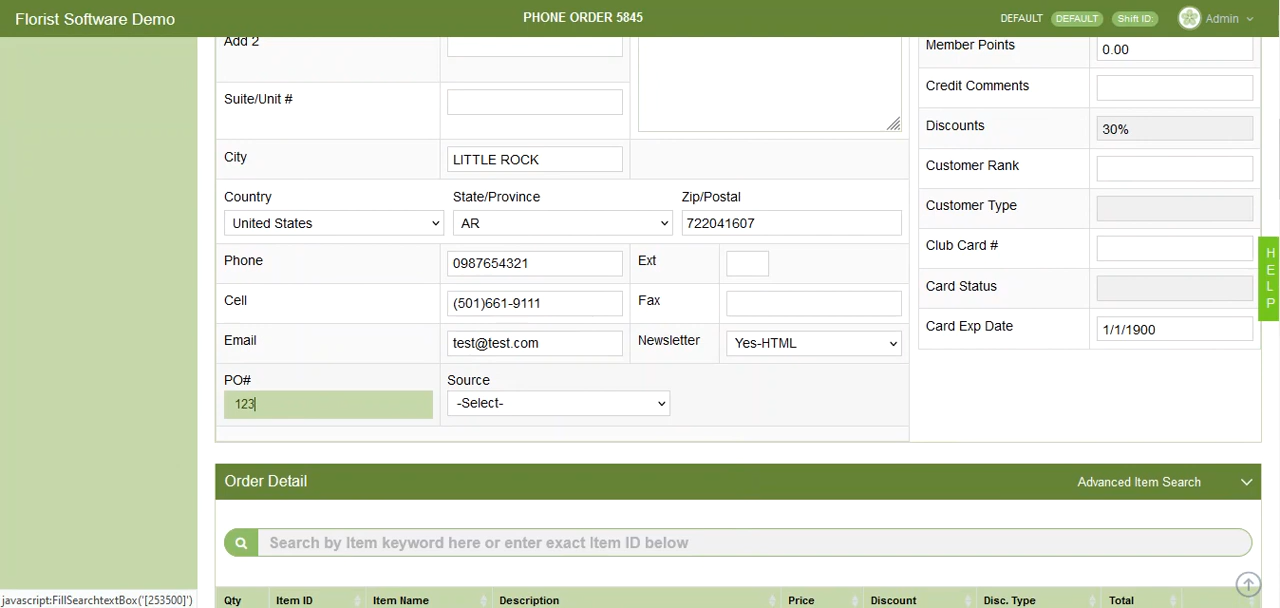 Florist Software Demo
PHONE ORDER 5845
DEFAULT DEFAULT Shift ID: Admin
Add 2
Suite/Unit #
City
LITTLE ROCK
Country
State/Province
Zip/Postal
United States
AR
722041607
Phone
0987654321
Ext
Cell
(501)661-9111
Fax
Email
test@test.com
Newsletter
Yes-HTML
PO#
Source
123
-Select-
Member Points
0.00
Credit Comments
Discounts
30%
Customer Rank
Customer Type
Club Card #
Card Status
Card Exp Date
1/1/1900
H
E
L
P
Order Detail
Advanced Item Search
Search by Item keyword here or enter exact Item ID below
javascript:FillSearchtextBox('[253500]')
Qty Item ID Item Name Description Price Discount Disc. Type Total